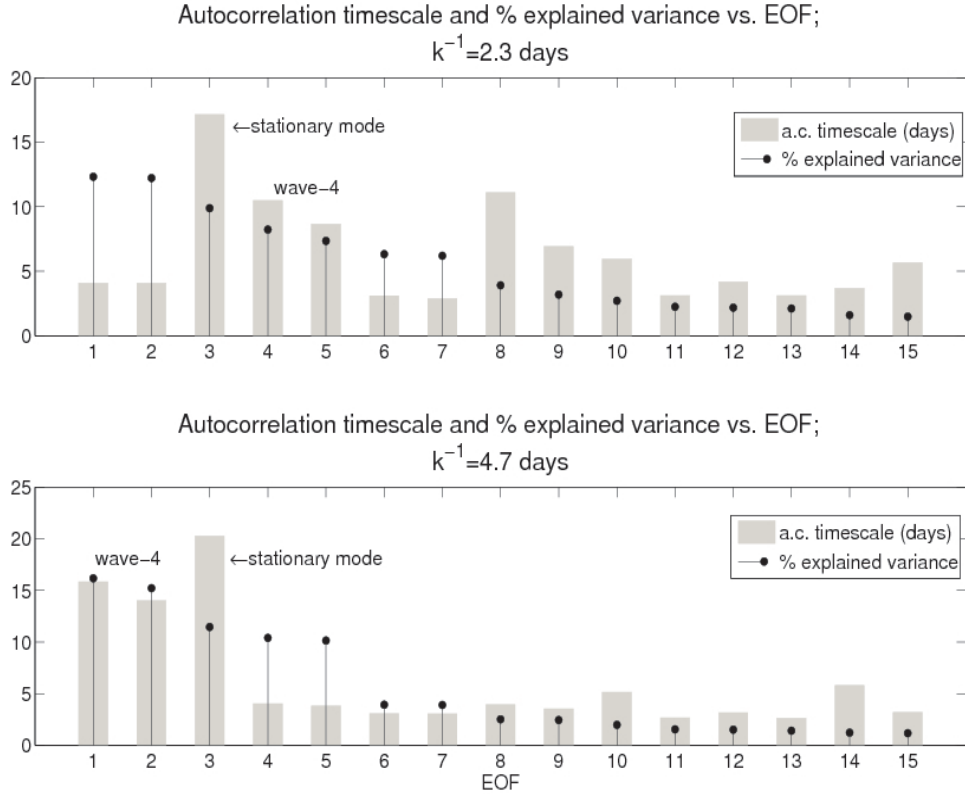 Autocorrelation timescale and % explained variance vs. EOF;
k⁻¹=2.3 days
20
15
10
5
0
←stationary mode
wave−4
a.c. timescale (days)
% explained variance
1 2 3 4 5 6 7 8 9 10 11 12 13 14 15
Autocorrelation timescale and % explained variance vs. EOF;
k⁻¹=4.7 days
25
20
15
10
5
0
wave−4
←stationary mode
a.c. timescale (days)
% explained variance
1 2 3 4 5 6 7 8 9 10 11 12 13 14 15
EOF